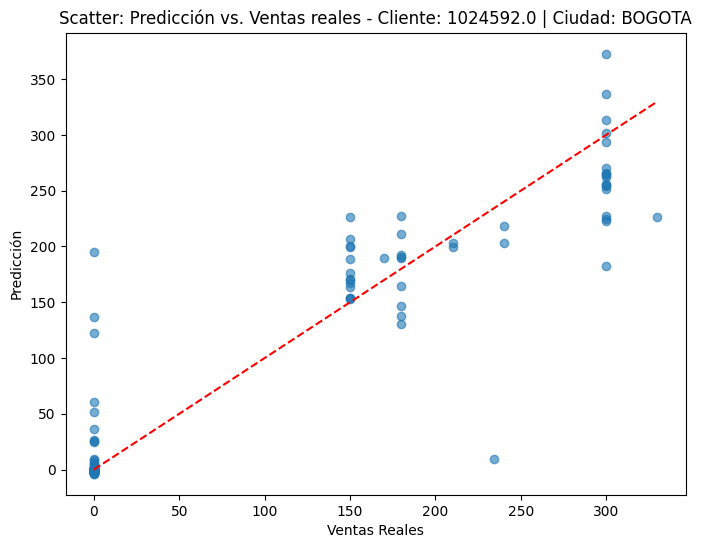 Scatter: Predicción vs. Ventas reales - Cliente: 1024592.0 | Ciudad: BOGOTA
350
300
250
200
150
100
50
0
Predicción
0 50 100 150 200 250 300
Ventas Reales